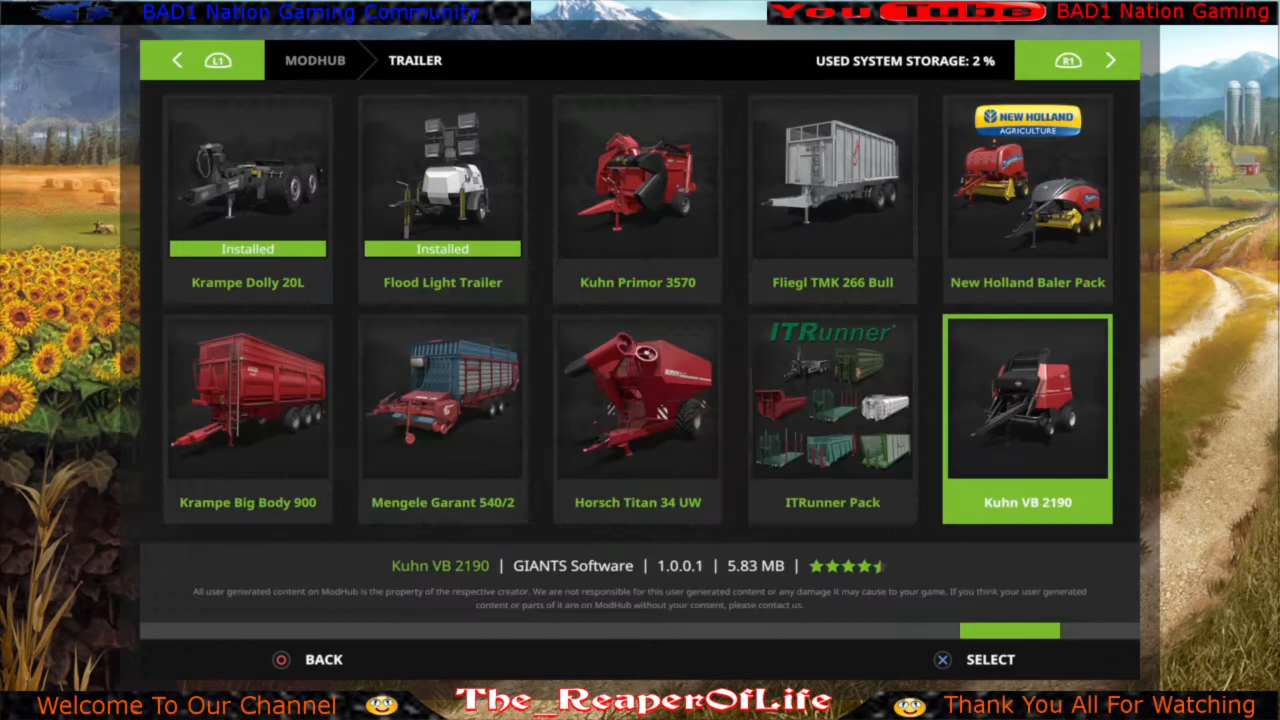 BAD1 Nation Gaming Community
YouTube BAD1 Nation Gaming
L1 MODHUB TRAILER USED SYSTEM STORAGE: 2 % R1
NEW HOLLAND
AGRICULTURE
Installed Installed
Krampe Dolly 20L Flood Light Trailer Kuhn Primor 3570 Fliegl TMK 266 Bull New Holland Baler Pack
ITRunner
Krampe Big Body 900 Mengele Garant 540/2 Horsch Titan 34 UW ITRunner Pack Kuhn VB 2190
Kuhn VB 2190 | GIANTS Software | 1.0.0.1 | 5.83 MB |
All user generated content on ModHub is the property of the respective creator. We are not responsible for this user generated content or any damage it may cause to your game. If you think your user generated
content or parts of it are on ModHub without your consent, please contact us.
BACK SELECT
Welcome To Our Channel The_ReaperOfLife Thank You All For Watching